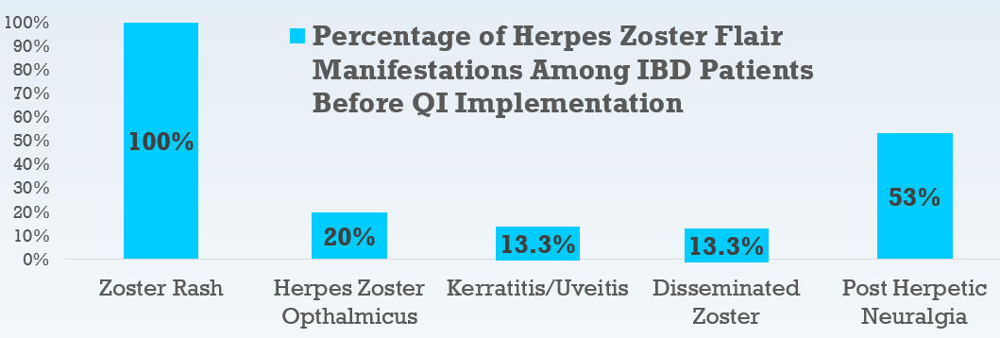 100%
90%
80%
70%
60%
50%
40%
30%
20%
10%
0%
Percentage of Herpes Zoster Flair
Manifestations Among IBD Patients
Before QI Implementation
100%
20%
13.3%
13.3%
53%
Zoster Rash
Herpes Zoster
Opthalmicus
Kerratitis/Uveitis
Disseminated
Zoster
Post Herpetic
Neuralgia